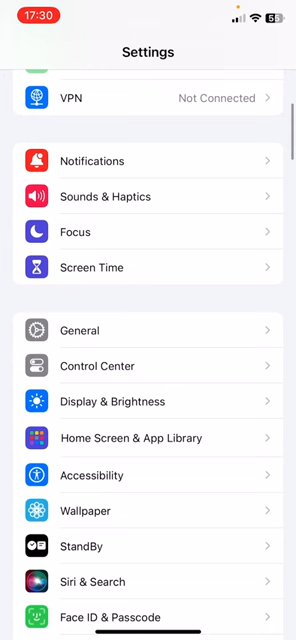 17:30
55
Settings
VPN Not Connected
Notifications
Sounds & Haptics
Focus
Screen Time
General
Control Center
Display & Brightness
Home Screen & App Library
Accessibility
Wallpaper
StandBy
Siri & Search
Face ID & Passcode